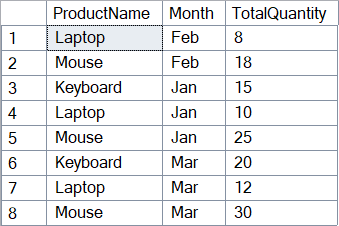 ProductName Month TotalQuantity
1 Laptop Feb 8
2 Mouse Feb 18
3 Keyboard Jan 15
4 Laptop Jan 10
5 Mouse Jan 25
6 Keyboard Mar 20
7 Laptop Mar 12
8 Mouse Mar 30